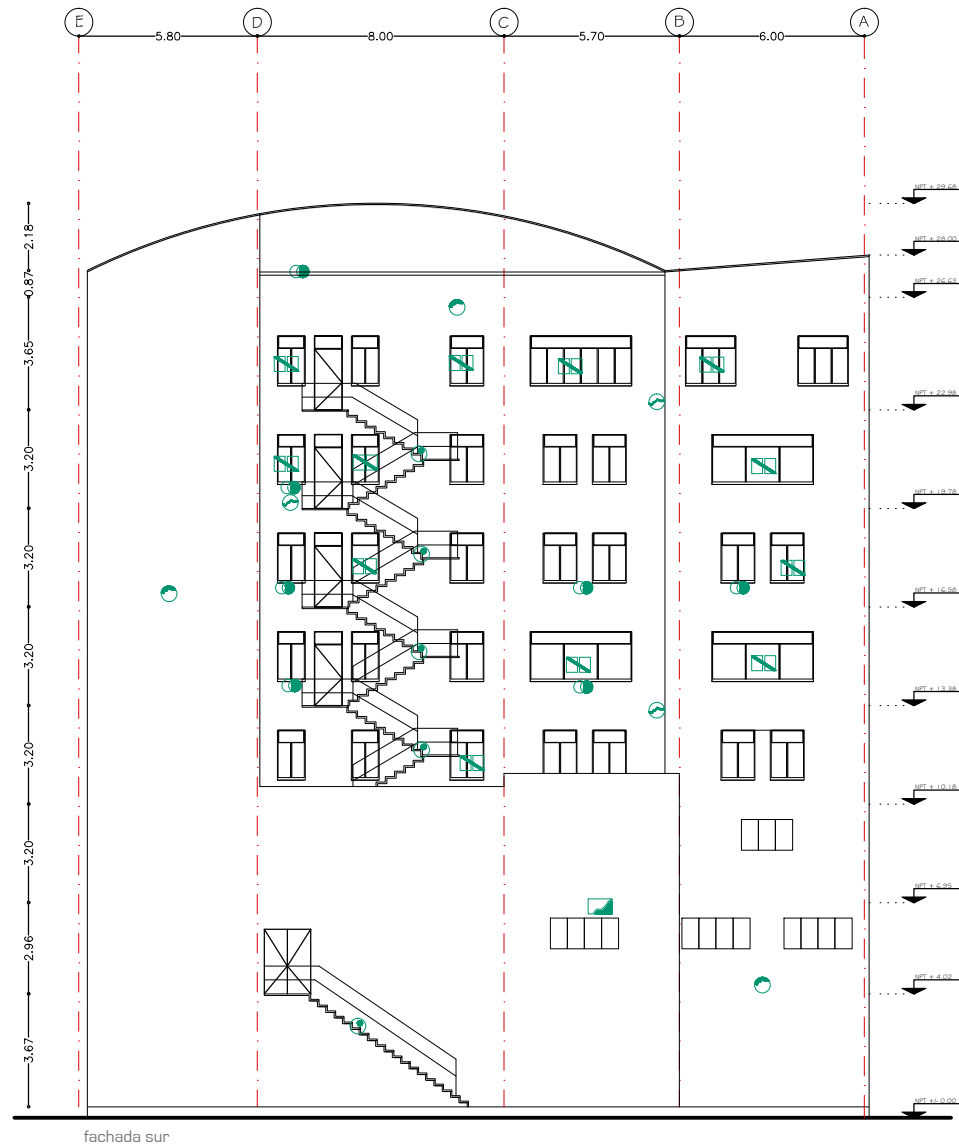 E D C B A
5.80 8.00 5.70 6.00
NPT + 29.68
2.18
NPT + 28.00
0.87
NPT + 26.63
3.65
NPT + 22.98
3.20
NPT + 19.78
3.20
NPT + 16.58
3.20
NPT + 13.38
3.20
NPT + 10.18
3.20
NPT + 6.95
2.96
NPT + 4.02
3.67
NPT +/- 0.00
fachada sur